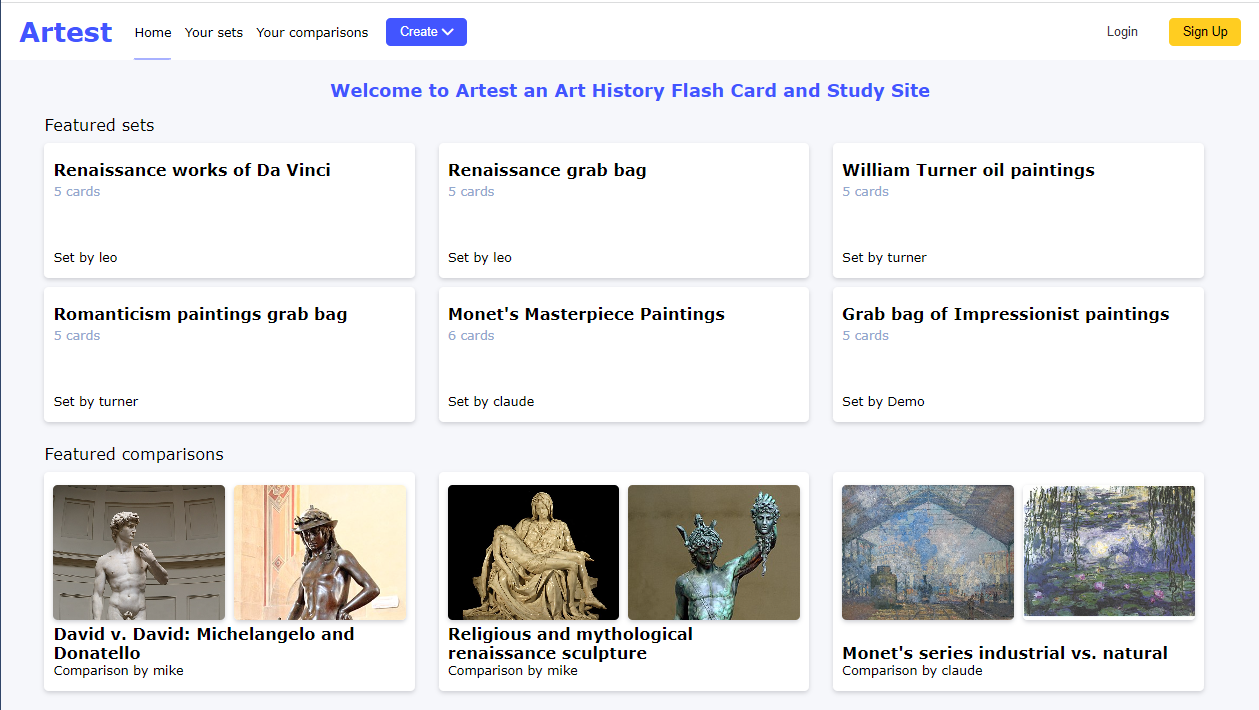 Artest Home Your sets Your comparisons Create Login Sign Up
Welcome to Artest an Art History Flash Card and Study Site
Featured sets
Renaissance works of Da Vinci
5 cards
Set by leo
Renaissance grab bag
5 cards
Set by leo
William Turner oil paintings
5 cards
Set by turner
Romanticism paintings grab bag
5 cards
Set by turner
Monet's Masterpiece Paintings
6 cards
Set by claude
Grab bag of Impressionist paintings
5 cards
Set by Demo
Featured comparisons
David v. David: Michelangelo and
Donatello
Comparison by mike
Religious and mythological
renaissance sculpture
Comparison by mike
Monet's series industrial vs. natural
Comparison by claude